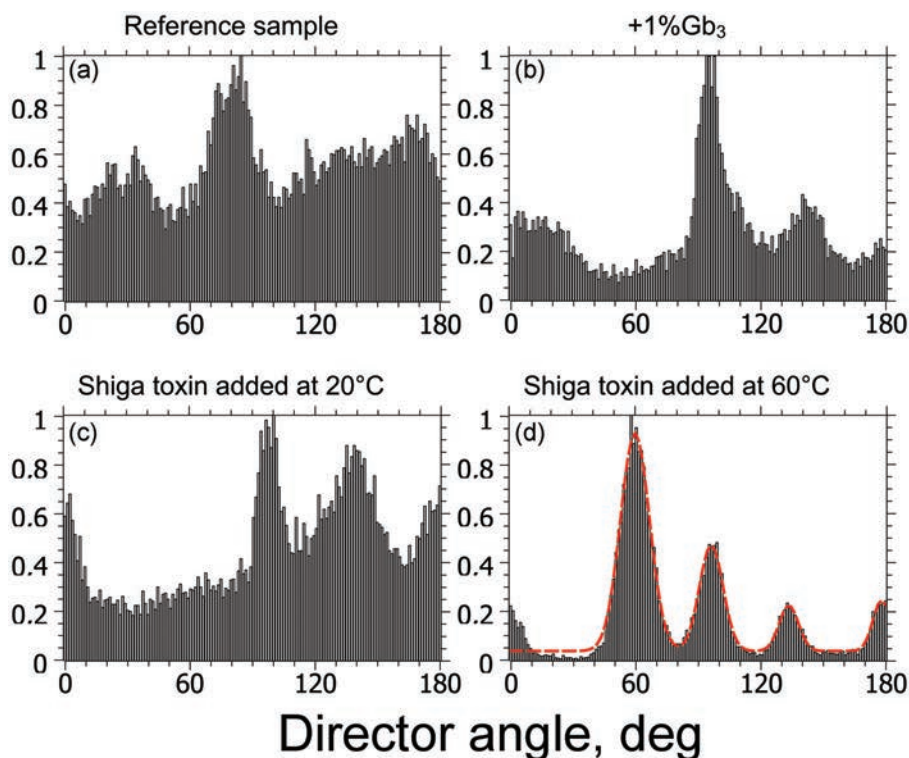 Reference sample
+1%Gb₃
(a)
1
0.8
0.6
0.4
0.2
0
0 60 120 180
(b)
1
0.8
0.6
0.4
0.2
0
0 60 120 180
Shiga toxin added at 20°C
Shiga toxin added at 60°C
(c)
1
0.8
0.6
0.4
0.2
0
0 60 120 180
(d)
1
0.8
0.6
0.4
0.2
0
0 60 120 180
Director angle, deg